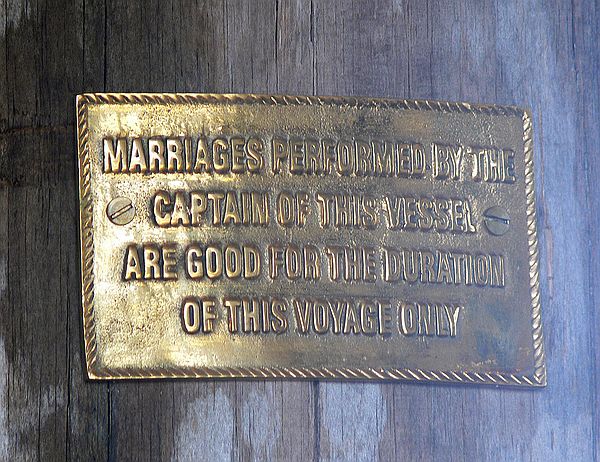 MARRIAGES PERFORMED BY THE
CAPTAIN OF THIS VESSEL
ARE GOOD FOR THE DURATION
OF THIS VOYAGE ONLY